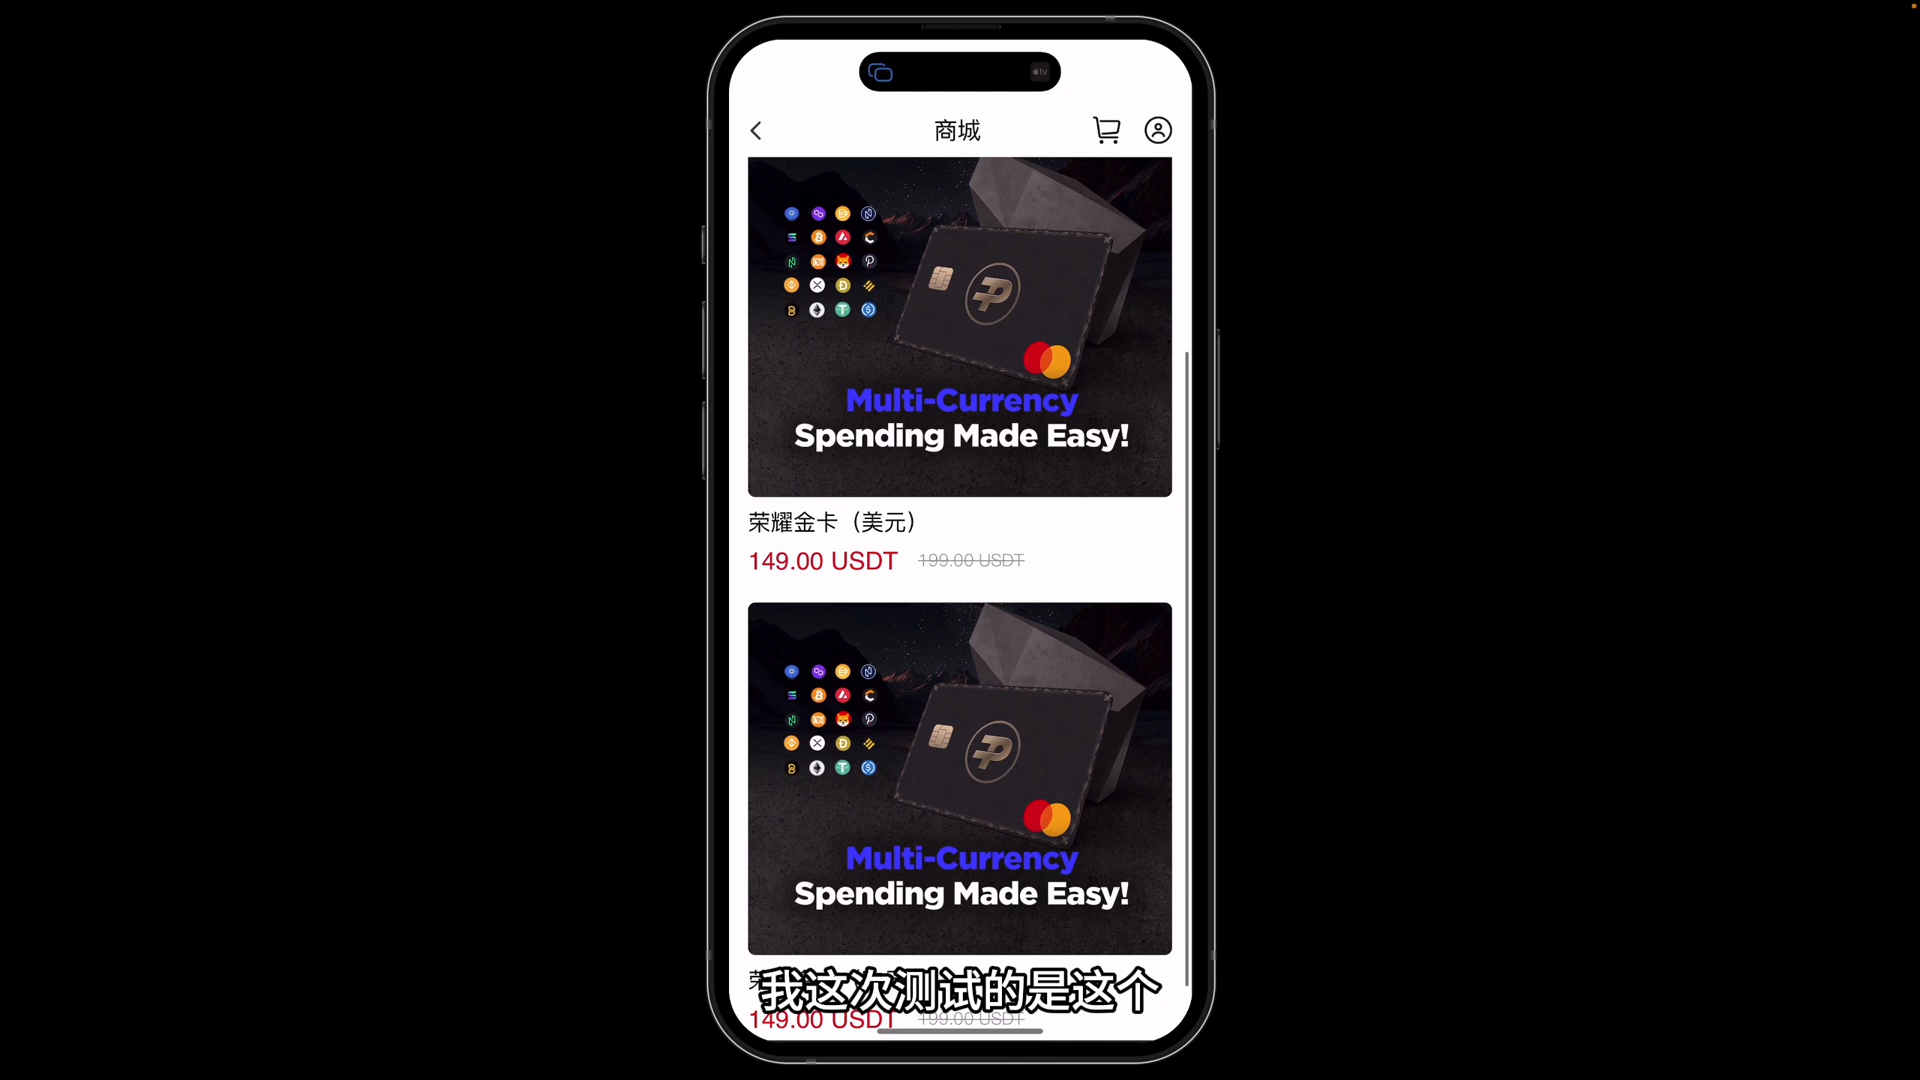 tv
商城
Multi-Currency
Spending Made Easy!
荣耀金卡（美元）
149.00 USDT 199.00 USDT
Multi-Currency
Spending Made Easy!
我这次测试的是这个
149.00 USDT 199.00 USDT